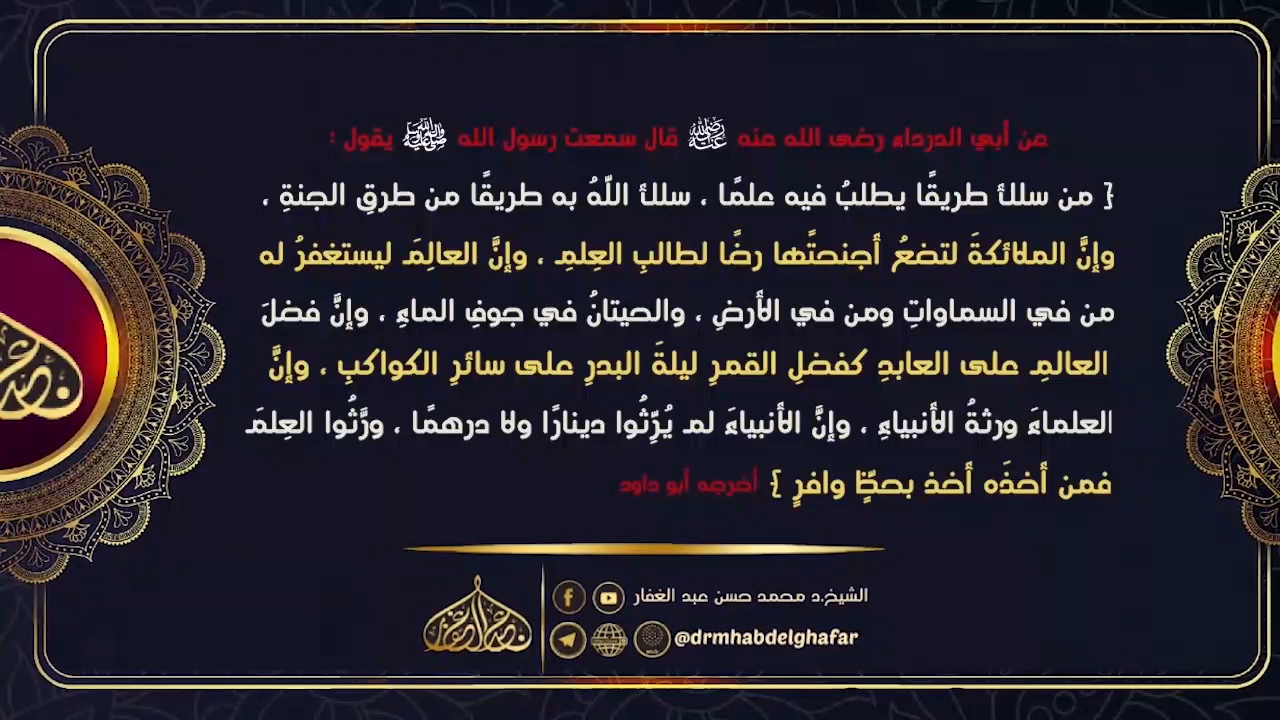 عن أبي الدرداء رضى الله عنه رَضِيَ اللهُ عَنْهُ قال سمعت رسول الله ﷺ يقول :
{ من سلك طريقًا يطلبُ فيه علمًا ، سلك اللّهُ به طريقًا من طرقِ الجنةِ ،
وإنَّ الملائكةَ لتضعُ أجنحتَها رضًا لطالبِ العِلمِ ، وإنَّ العالِمَ ليستغفرُ له
من في السماواتِ ومن في الأرضِ ، والحيتانُ في جوفِ الماءِ ، وإنَّ فضلَ
العالمِ على العابدِ كفضلِ القمرِ ليلةَ البدرِ على سائرِ الكواكبِ ، وإنَّ
العلماءَ ورثةُ الأنبياءِ ، وإنَّ الأنبياءَ لم يُرِّثُوا دينارًا ولا درهمًا ، ورَّثُوا العِلمَ
فمن أخذَه أخذ بحظٍّ وافرٍ } أخرجه أبو داود
الشيخ.د محمد حسن عبد الغفار
@drmhabdelghafar